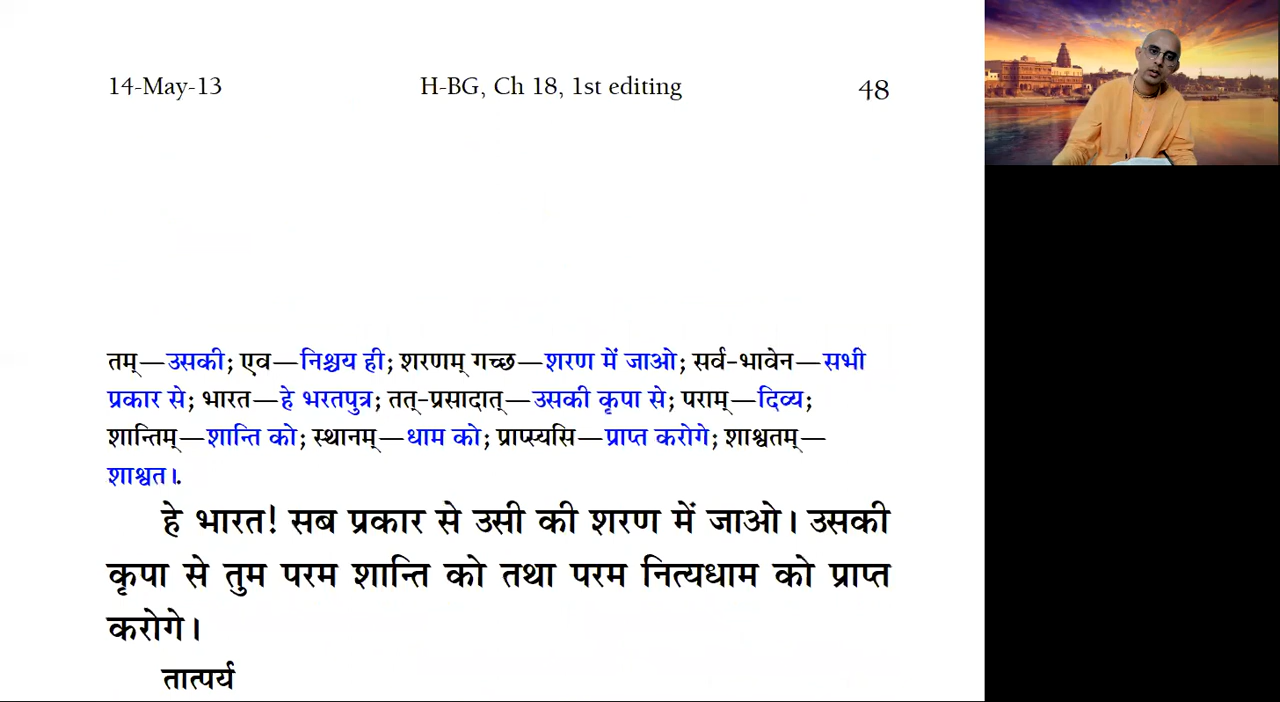 14-May-13 H-BG, Ch 18, 1st editing 48
तम्—उसकी; एव—निश्चय ही; शरणम् गच्छ—शरण में जाओ; सर्व-भावेन—सभी
प्रकार से; भारत—हे भरतपुत्र; तत्-प्रसादात्—उसकी कृपा से; पराम्—दिव्य;
शान्तिम्—शान्ति को; स्थानम्—धाम को; प्राप्स्यसि—प्राप्त करोगे; शाश्वतम्—
शाश्वत।.
हे भारत! सब प्रकार से उसी की शरण में जाओ। उसकी
कृपा से तुम परम शान्ति को तथा परम नित्यधाम को प्राप्त
करोगे।
तात्पर्य